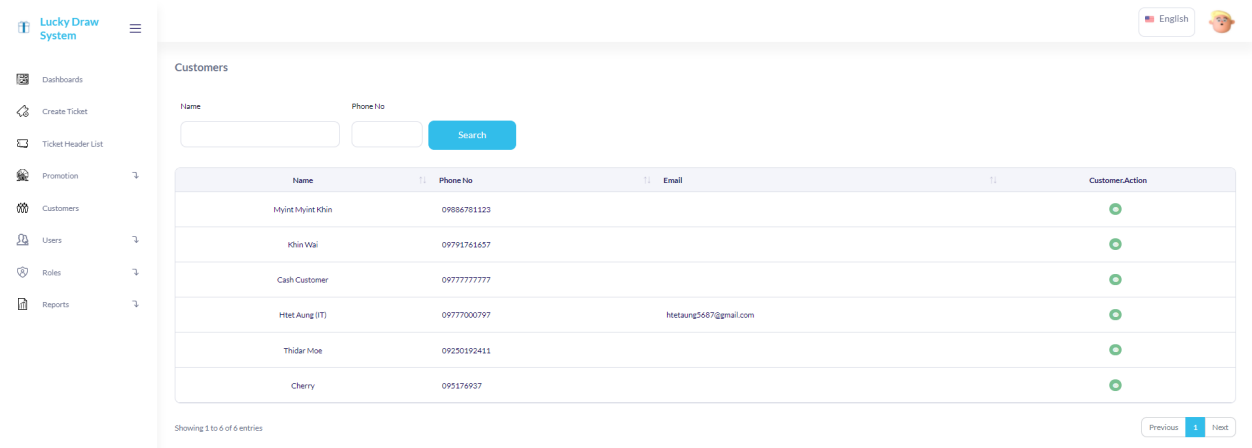 Lucky Draw
System
English
Dashboards
Create Ticket
Ticket Header List
Promotion
Customers
Users
Roles
Reports
Customers
Name Phone No
Search
Name Phone No Email Customer.Action
Myint Myint Khin 09886781123
Khin Wai 09791761657
Cash Customer 09777777777
Htet Aung (IT) 09777000797 htetaung5687@gmail.com
Thidar Moe 09250192411
Cherry 095176937
Showing 1 to 6 of 6 entries
Previous 1 Next